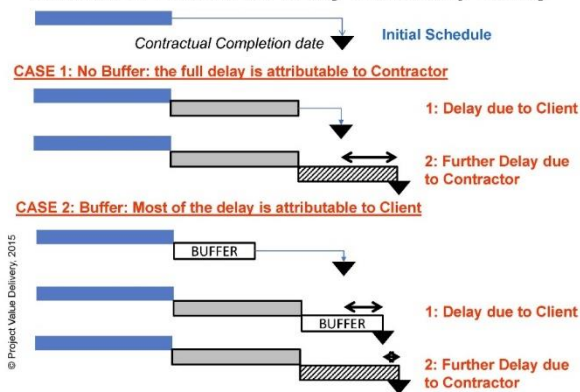 Contractual Completion date
Initial Schedule
CASE 1: No Buffer: the full delay is attributable to Contractor
1: Delay due to Client
2: Further Delay due
to Contractor
CASE 2: Buffer: Most of the delay is attributable to Client
BUFFER
BUFFER
1: Delay due to Client
2: Further Delay due
to Contractor
© Project Value Delivery, 2015